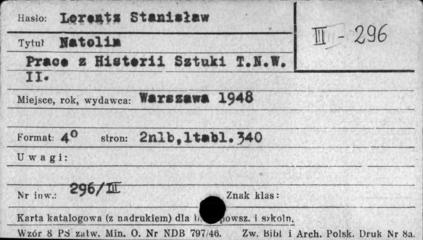 Hasło: Lorentz Stanisław
III - 296
Tytuł Natolin
Prace z Historii Sztuki T.N.W.
II.
Miejsce, rok, wydawca: Warszawa 1948
Format: 4° stron: 2nlb,1tabl.340
Uwagi:
Nr inw.: 296/III Znak klas:
Karta katalogowa (z nadrukiem) dla powsz. i szkoln.
Wzór 8 PS zatw. Min. O. Nr NDB 797/46. Zw. Bibl i Arch. Polsk. Druk Nr 8a.